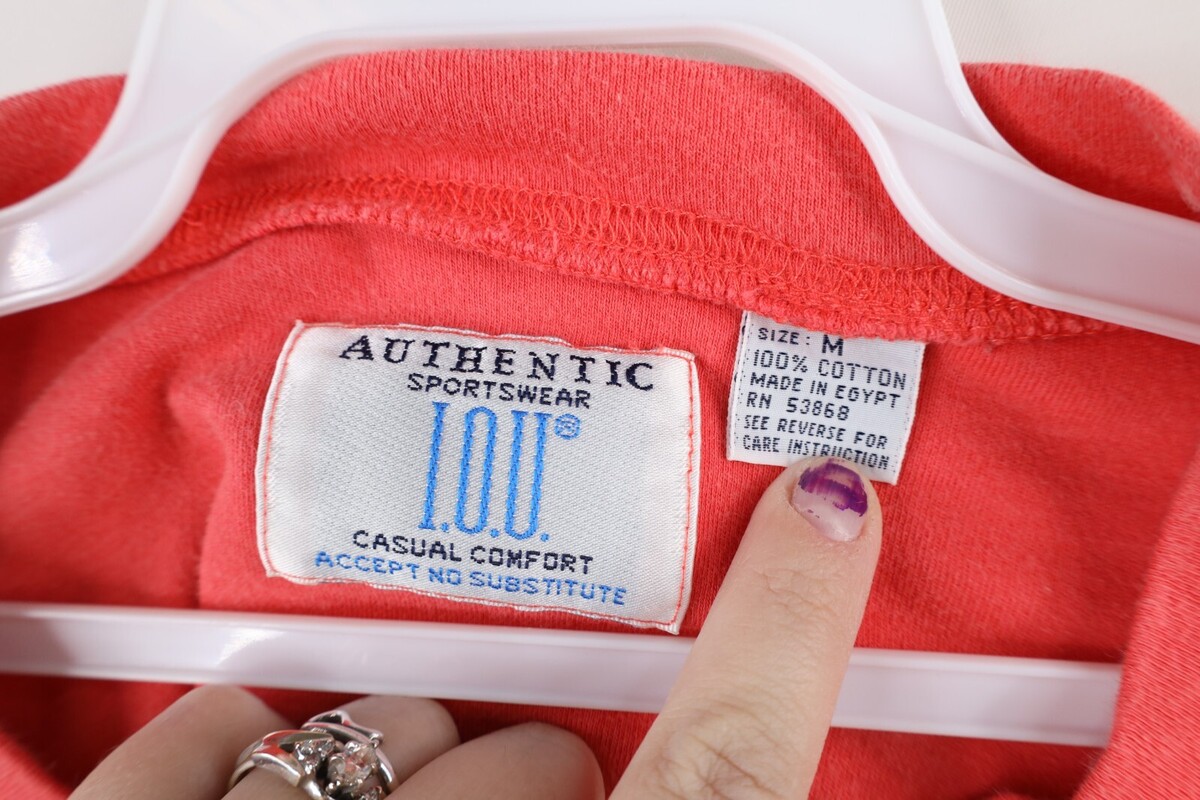 AUTHENTIC
SPORTSWEAR
I.O.U.®
CASUAL COMFORT
ACCEPT NO SUBSTITUTE
SIZE: M
100% COTTON
MADE IN EGYPT
RN 53868
SEE REVERSE FOR
CARE INSTRUCTION